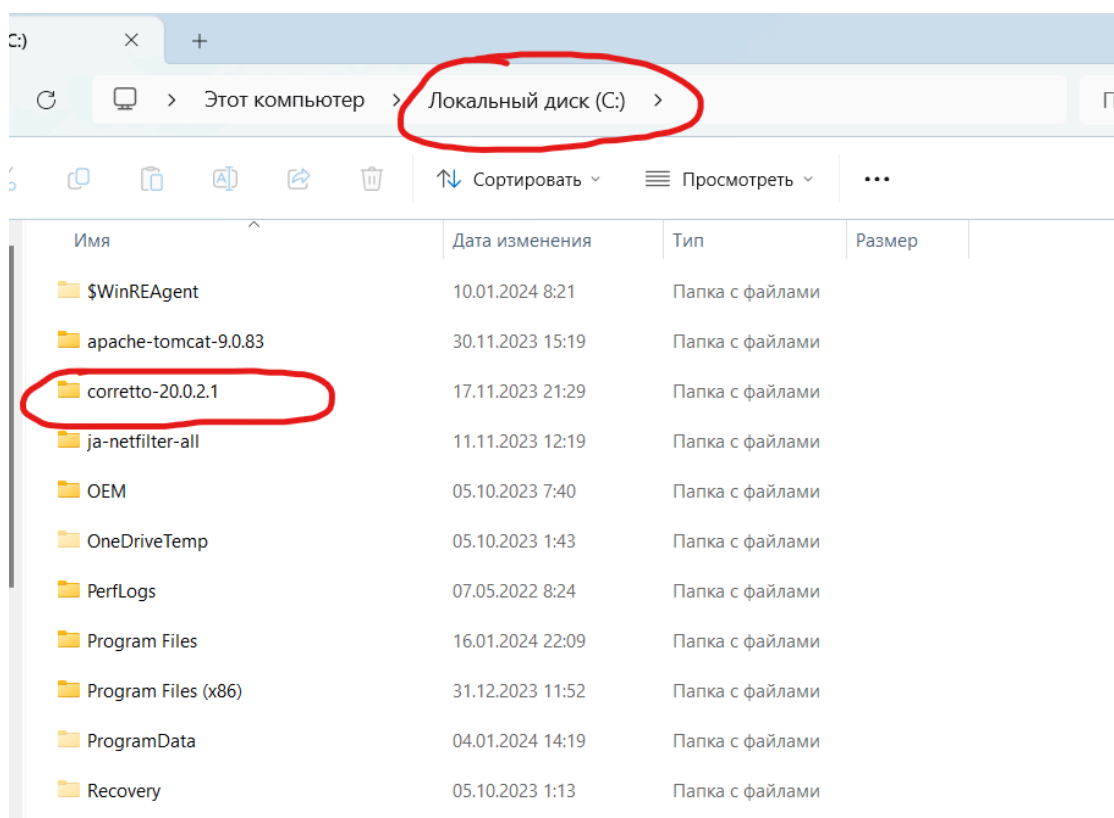 C:)
Этот компьютер > Локальный диск (C:) >
Сортировать Просмотреть
Имя Дата изменения Тип Размер
$WinREAgent 10.01.2024 8:21 Папка с файлами
apache-tomcat-9.0.83 30.11.2023 15:19 Папка с файлами
corretto-20.0.2.1 17.11.2023 21:29 Папка с файлами
ja-netfilter-all 11.11.2023 12:19 Папка с файлами
OEM 05.10.2023 7:40 Папка с файлами
OneDriveTemp 05.10.2023 1:43 Папка с файлами
PerfLogs 07.05.2022 8:24 Папка с файлами
Program Files 16.01.2024 22:09 Папка с файлами
Program Files (x86) 31.12.2023 11:52 Папка с файлами
ProgramData 04.01.2024 14:19 Папка с файлами
Recovery 05.10.2023 1:13 Папка с файлами